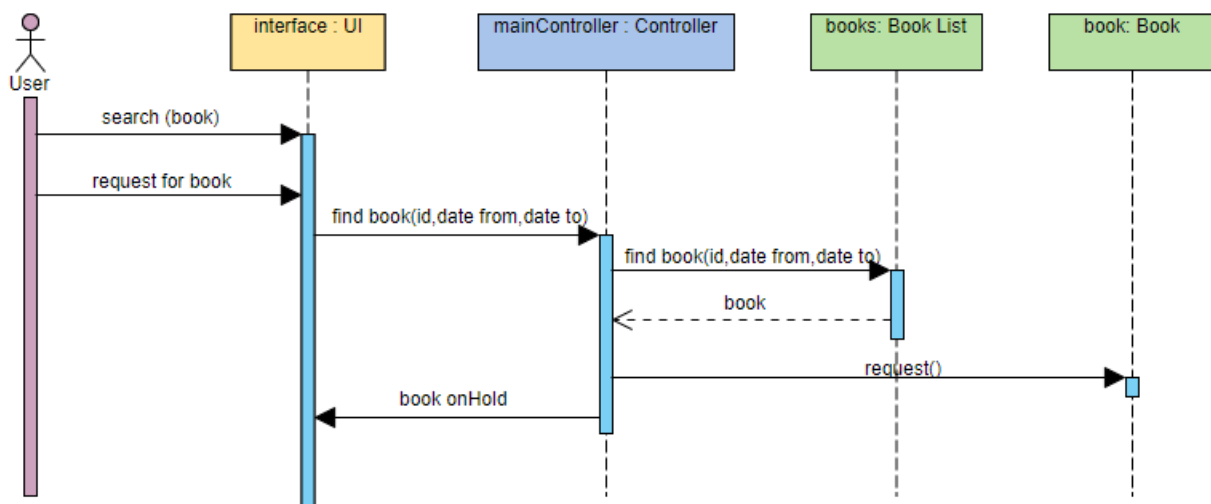 interface : UI
mainController : Controller
books: Book List
book: Book
User
search (book)
request for book
find book(id,date from,date to)
find book(id,date from,date to)
book
request()
book onHold